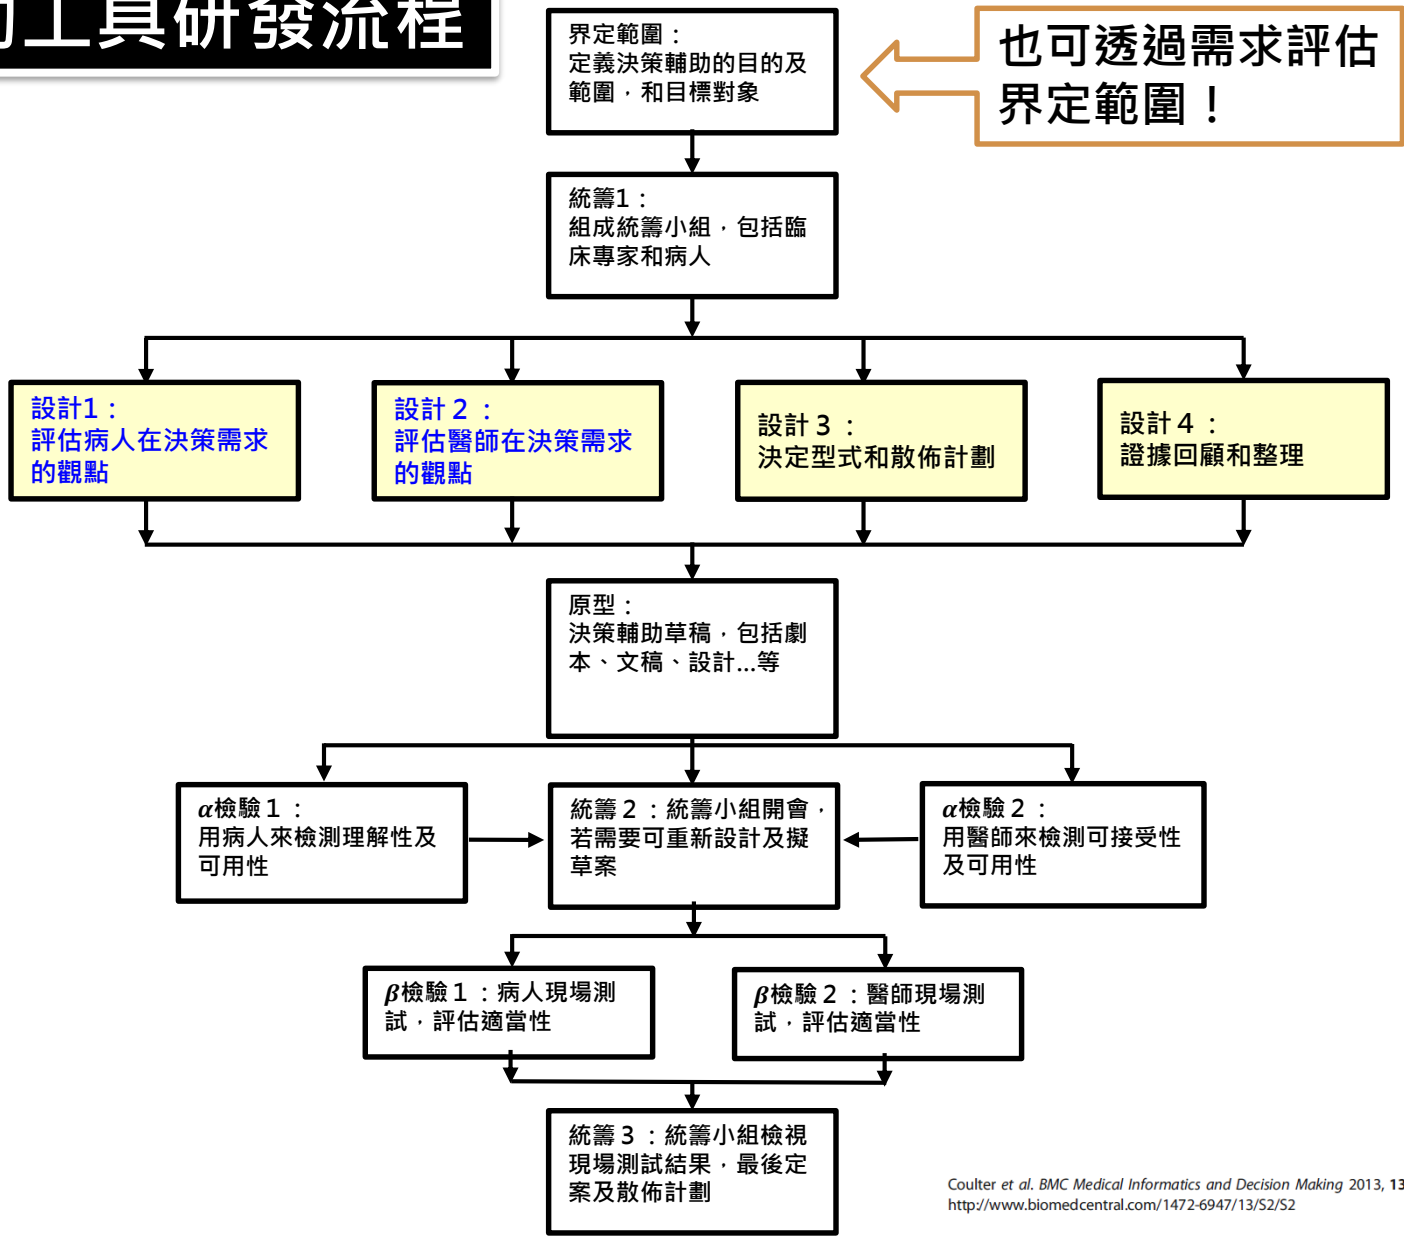 工具研發流程
界定範圍：
定義決策輔助的目的及
範圍，和目標對象
也可透過需求評估
界定範圍！
統籌1：
組成統籌小組，包括臨
床專家和病人
設計1：
評估病人在決策需求
的觀點
設計2：
評估醫師在決策需求
的觀點
設計3：
決定型式和散佈計劃
設計4：
證據回顧和整理
原型：
決策輔助草稿，包括劇
本、文稿、設計...等
α檢驗1：
用病人來檢測理解性及
可用性
統籌2：統籌小組開會，
若需要可重新設計及擬
草案
α檢驗2：
用醫師來檢測可接受性
及可用性
β檢驗1：病人現場測
試，評估適當性
β檢驗2：醫師現場測
試，評估適當性
統籌3：統籌小組檢視
現場測試結果，最後定
案及散佈計劃
Coulter et al. BMC Medical Informatics and Decision Making 2013, 13
http://www.biomedcentral.com/1472-6947/13/S2/S2